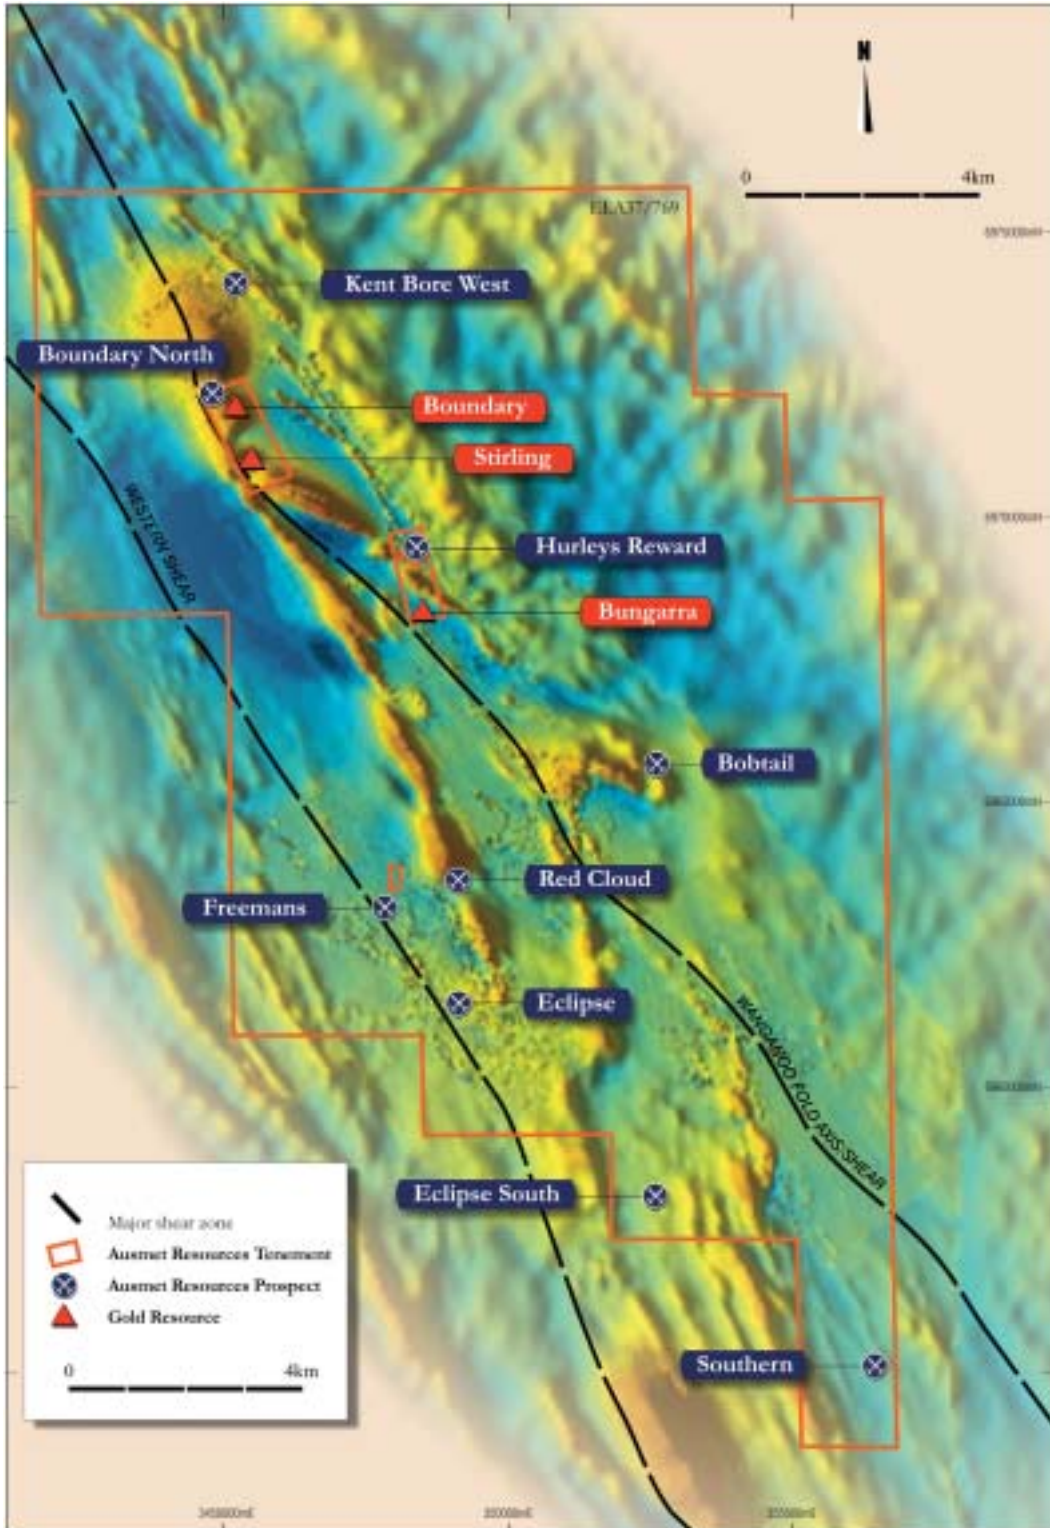 N
0 4km
ELA37/769
Kent Bore West
Boundary North
Boundary
Stirling
WESTERN SHEAR
Hurleys Reward
Bungarra
Bobtail
Red Cloud
Freemans
Eclipse
WANGANOO FOLD AXIS SHEAR
Eclipse South
Southern
Major shear zone
Ausmet Resources Tenement
Ausmet Resources Prospect
Gold Resource
0 4km